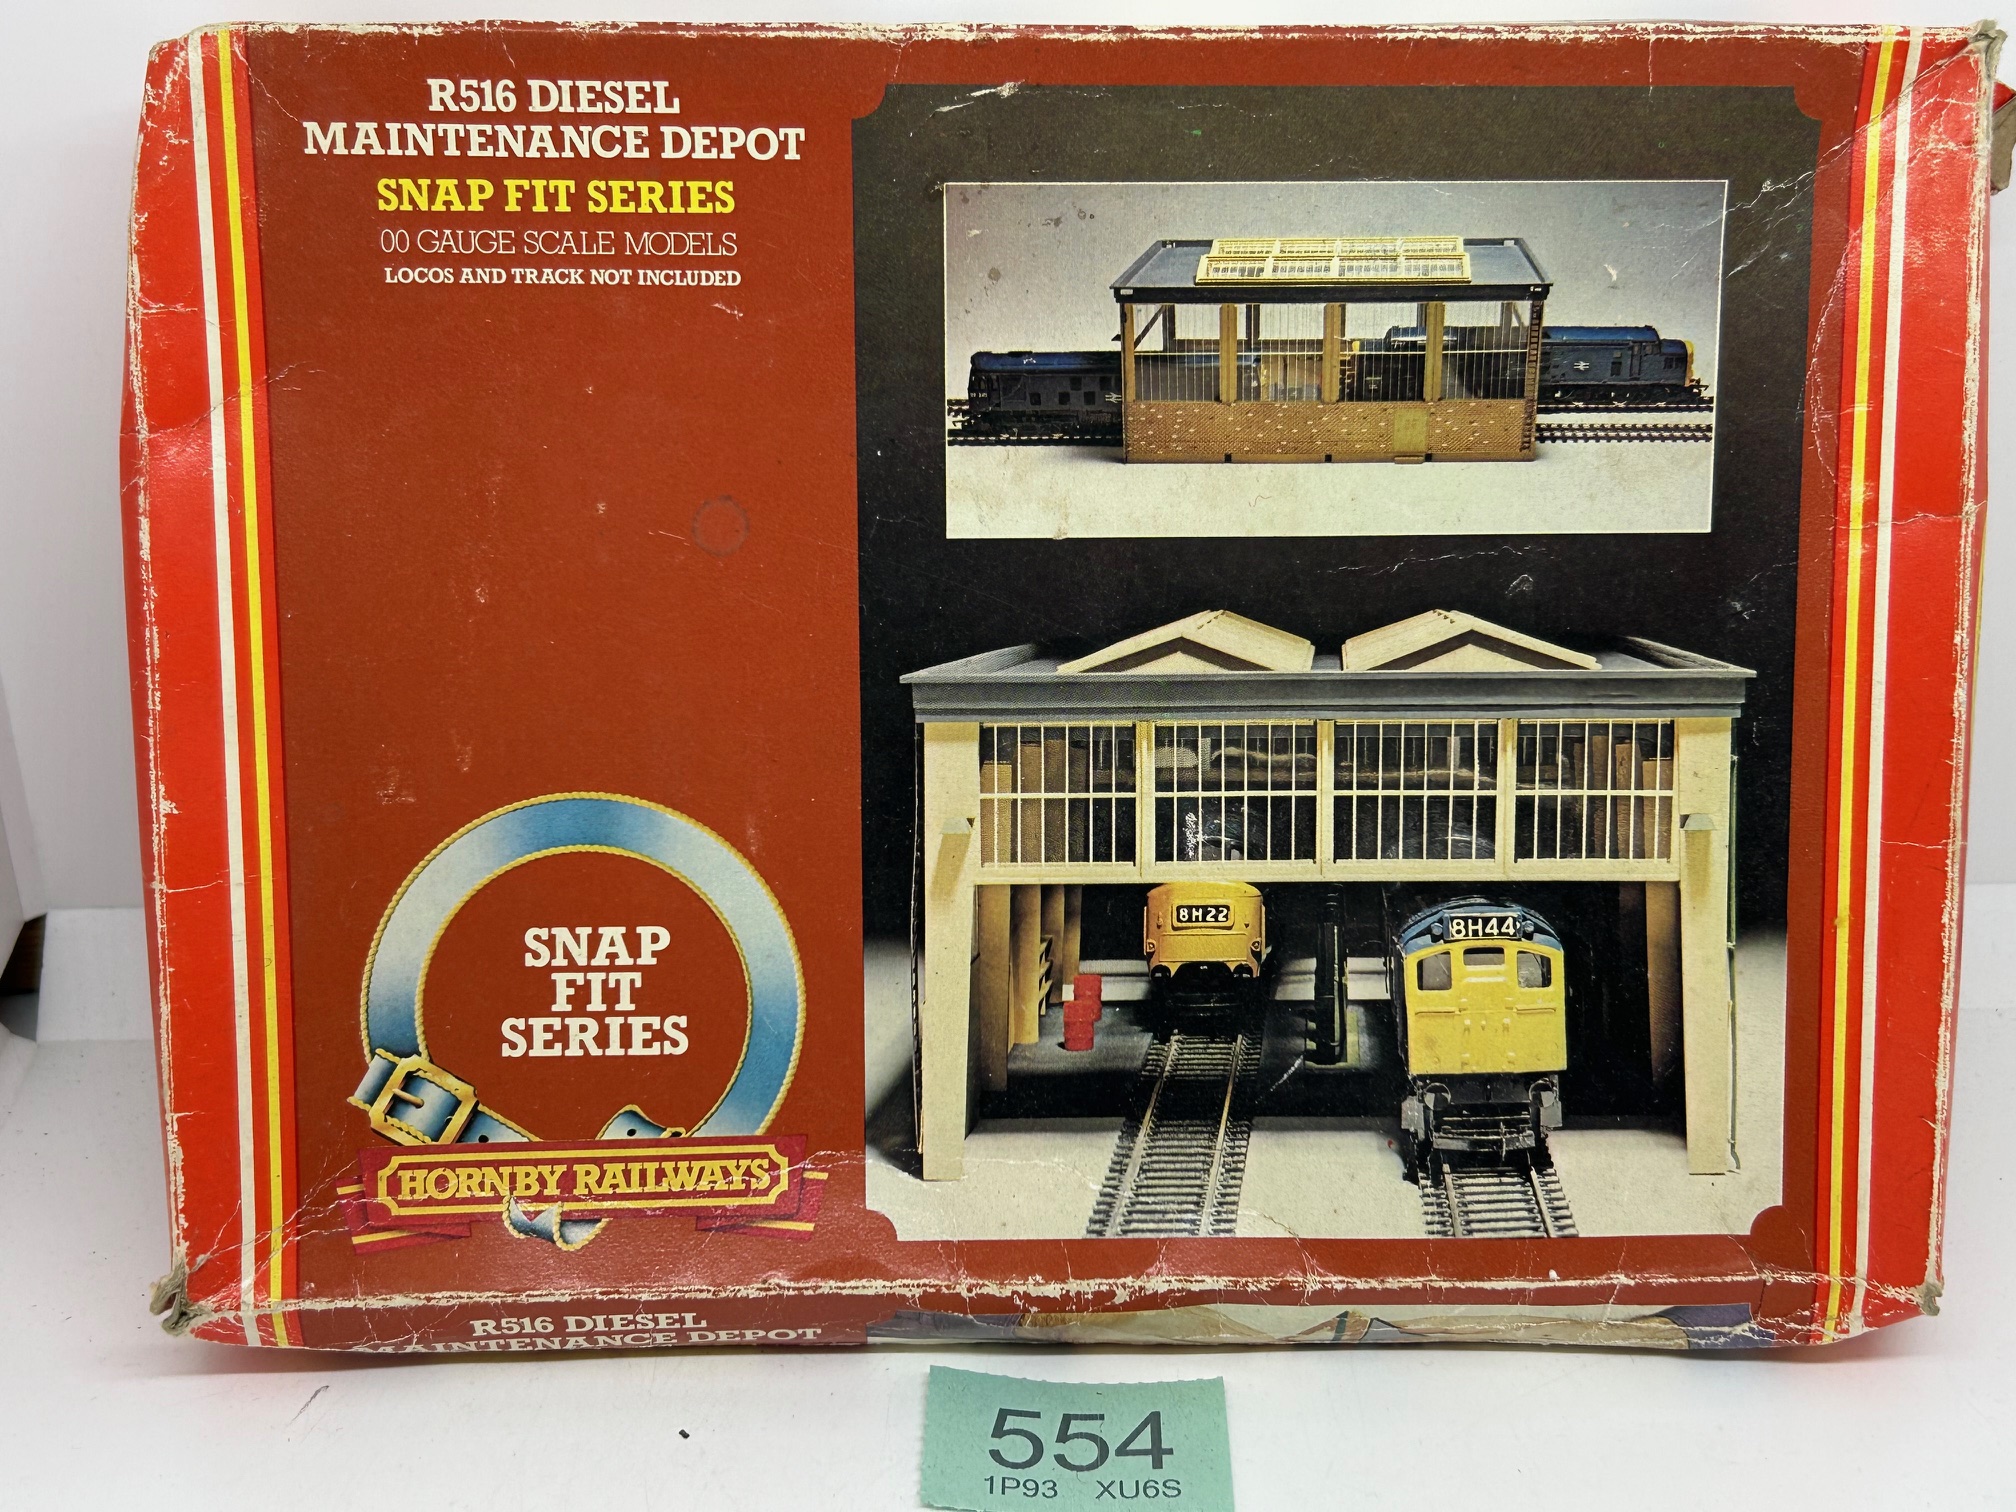 R516 DIESEL
MAINTENANCE DEPOT
SNAP FIT SERIES
00 GAUGE SCALE MODELS
LOCOS AND TRACK NOT INCLUDED
8H22
8H44
SNAP
FIT
SERIES
HORNBY RAILWAYS
R516 DIESEL
MAINTENANCE DEPOT
554
1P93 XU6S